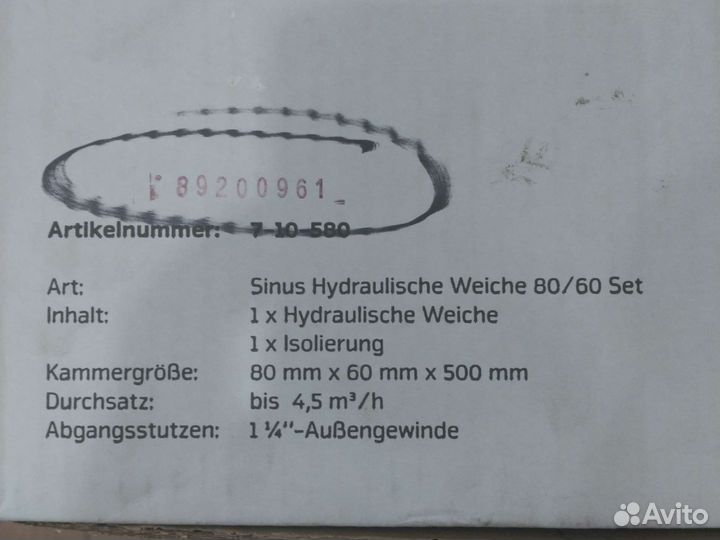 89200961
Artikelnummer: 7-10-580
Art: Sinus Hydraulische Weiche 80/60 Set
Inhalt: 1 x Hydraulische Weiche
1 x Isolierung
Kammergröße: 80 mm x 60 mm x 500 mm
Durchsatz: bis 4,5 m³/h
Abgangsstutzen: 1 ¼"-Außengewinde
Avito